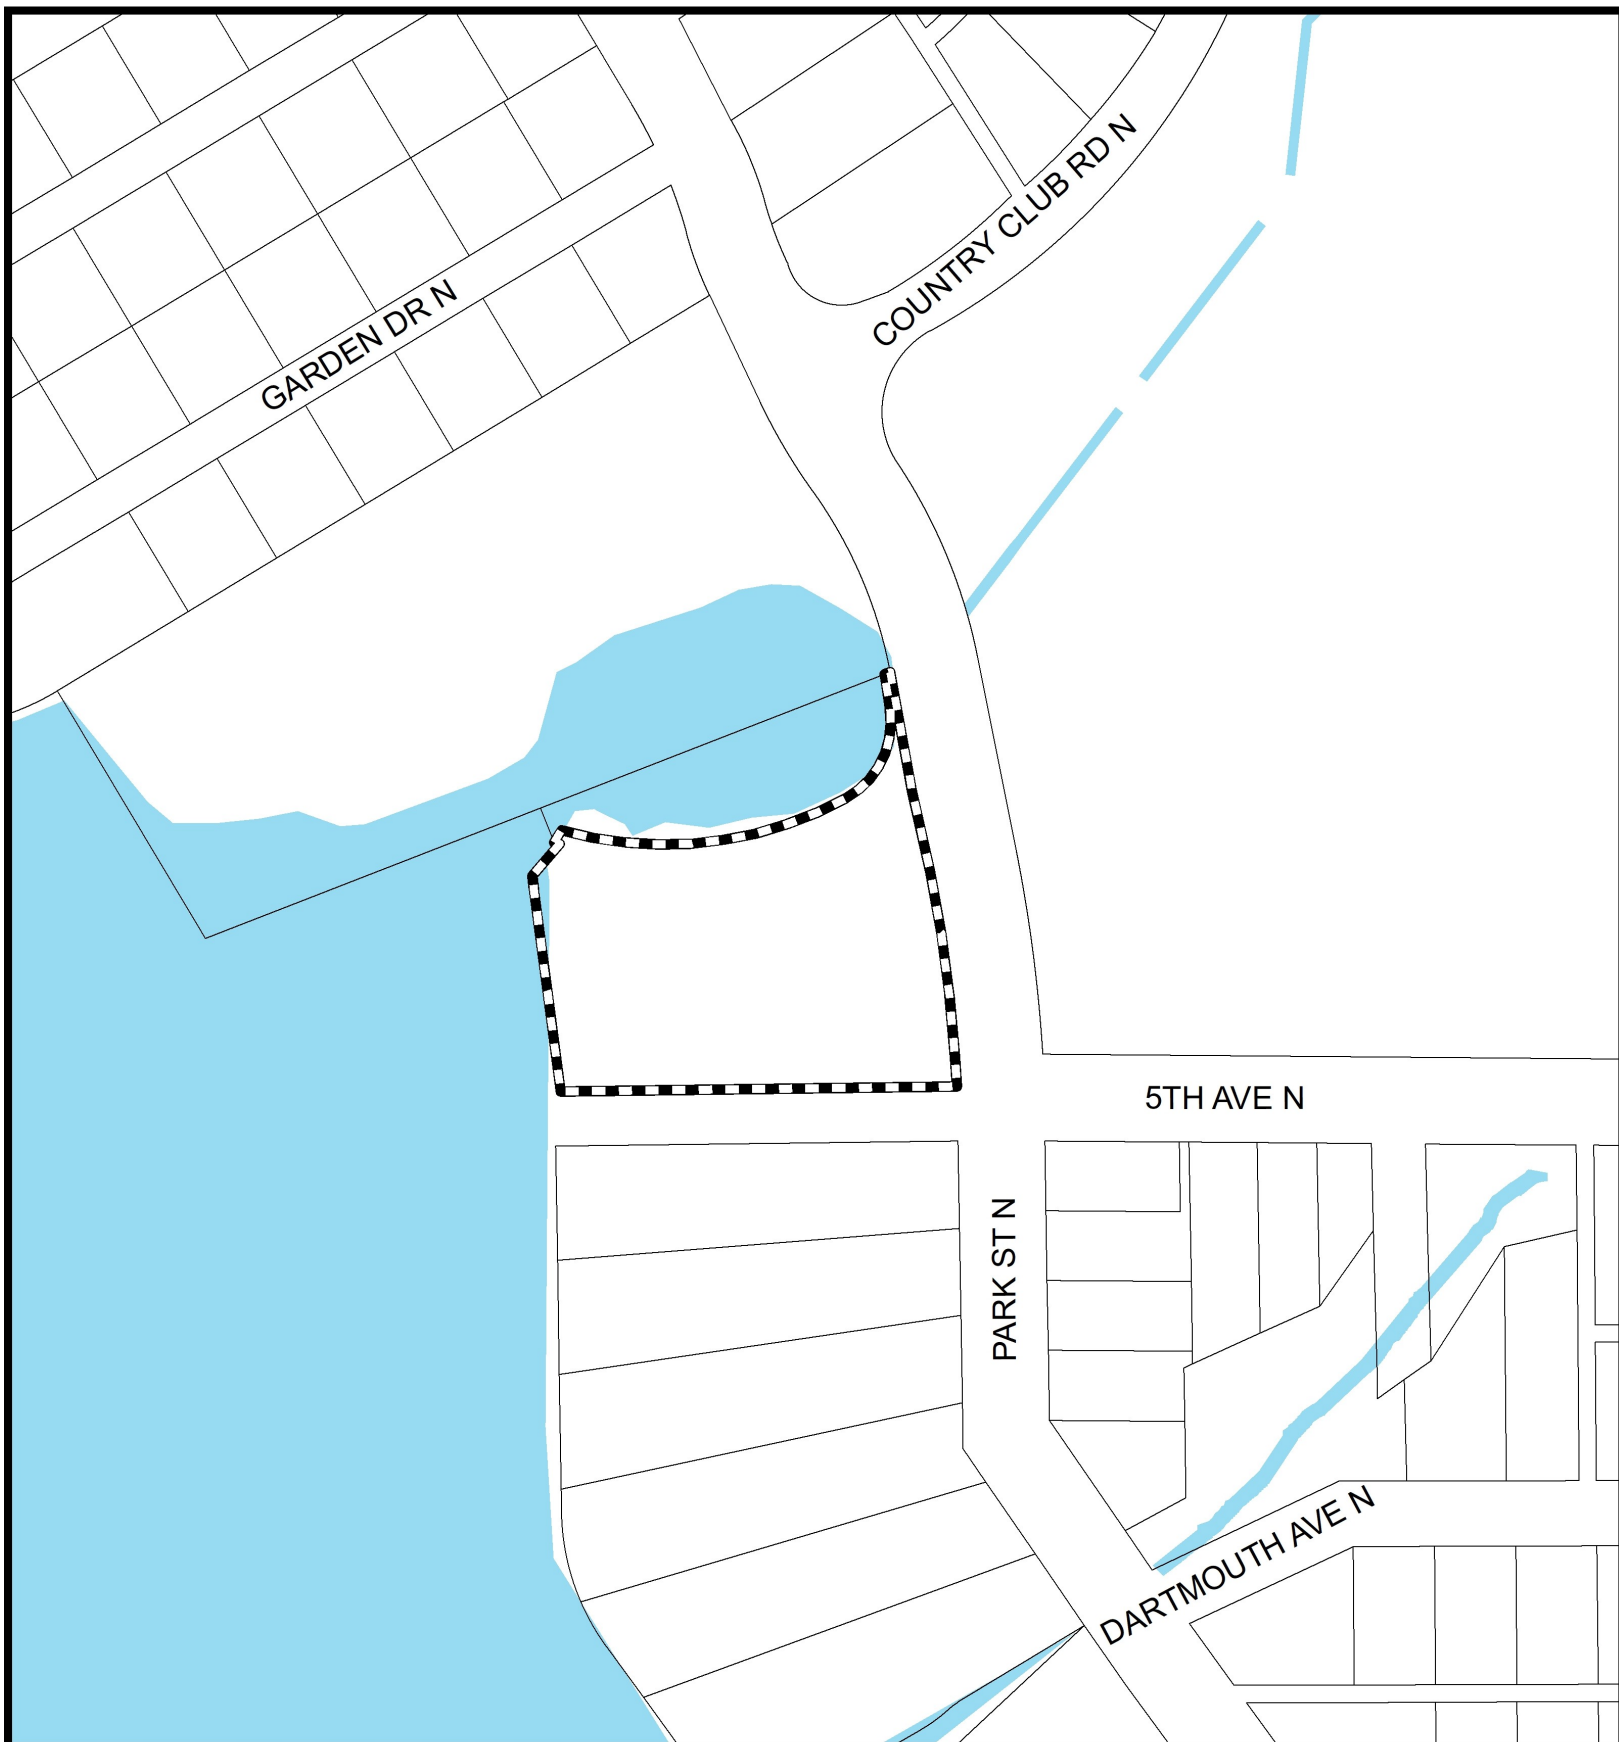 COUNTRY CLUB RD N
GARDEN DR N
5TH AVE N
PARK ST N
DARTMOUTH AVE N